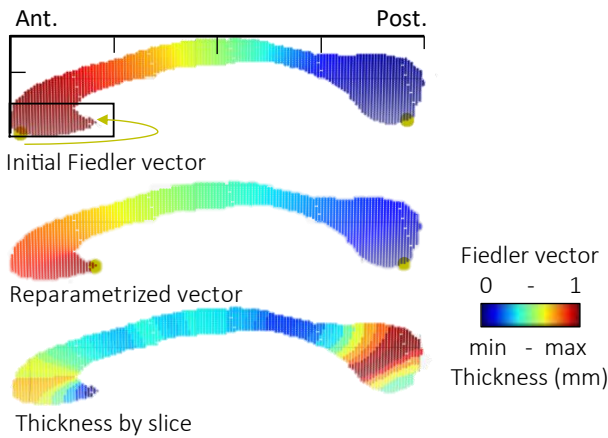 Ant.
Post.
Initial Fiedler vector
Reparametrized vector
Fiedler vector
0 - 1
min - max
Thickness (mm)
Thickness by slice